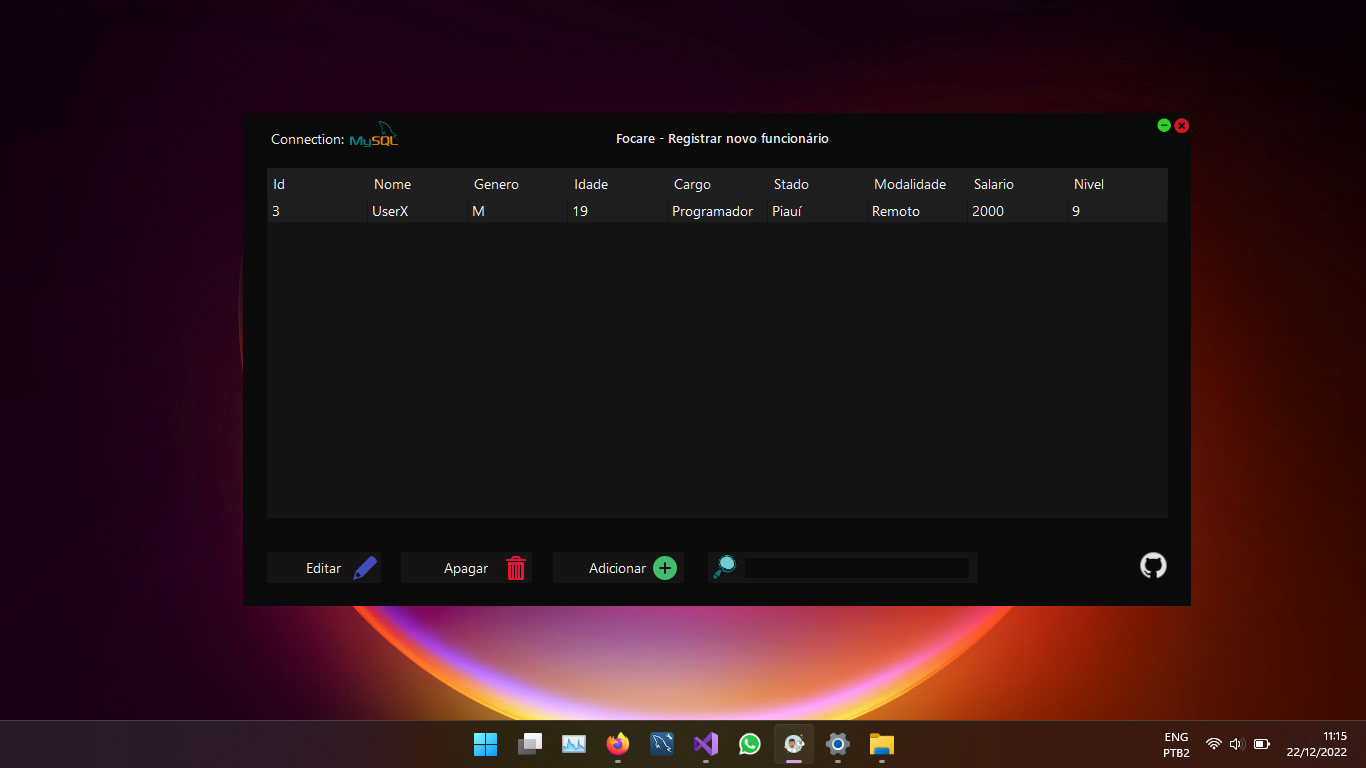 Connection: MySQL
Focare - Registrar novo funcionário
Id Nome Genero Idade Cargo Stado Modalidade Salario Nivel
3 UserX M 19 Programador Piauí Remoto 2000 9
Editar Apagar Adicionar
ENG
PTB2
11:15
22/12/2022